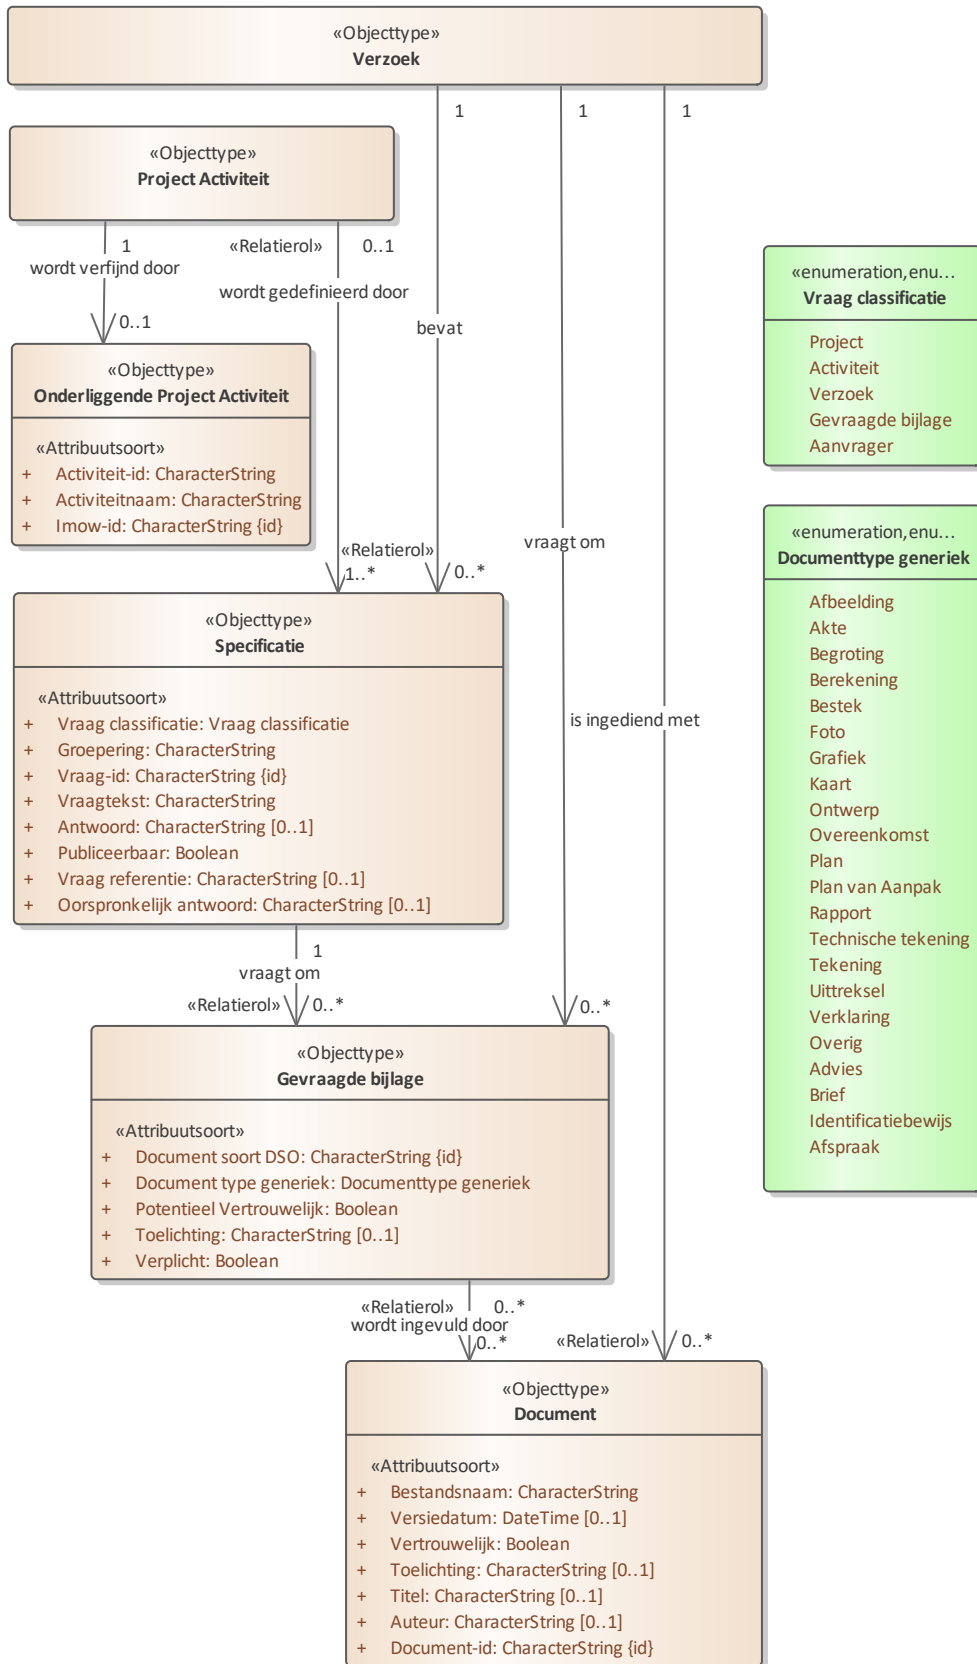 «Objecttype»
Verzoek
1
1
1
«Objecttype»
Project Activiteit
1
wordt verfijnd door
0..1
«Relatierol»
0..1
wordt gedefinieerd door
bevat
«Objecttype»
Onderliggende Project Activiteit
«Attribuutsoort»
+ Activiteit-id: CharacterString
+ Activiteitnaam: CharacterString
+ Imow-id: CharacterString {id}
«Relatierol»
1..*
0..*
vraagt om
is ingediend met
«Objecttype»
Specificatie
«Attribuutsoort»
+ Vraag classificatie: Vraag classificatie
+ Groepering: CharacterString
+ Vraag-id: CharacterString {id}
+ Vraagtekst: CharacterString
+ Antwoord: CharacterString [0..1]
+ Publiceerbaar: Boolean
+ Vraag referentie: CharacterString [0..1]
+ Oorspronkelijk antwoord: CharacterString [0..1]
1
vraagt om
«Relatierol»
0..*
0..*
«Objecttype»
Gevraagde bijlage
«Attribuutsoort»
+ Document soort DSO: CharacterString {id}
+ Document type generiek: Documenttype generiek
+ Potentieel Vertrouwelijk: Boolean
+ Toelichting: CharacterString [0..1]
+ Verplicht: Boolean
«Relatierol»
0..*
wordt ingevuld door
0..*
«Relatierol»
0..*
«Objecttype»
Document
«Attribuutsoort»
+ Bestandsnaam: CharacterString
+ Versiedatum: DateTime [0..1]
+ Vertrouwelijk: Boolean
+ Toelichting: CharacterString [0..1]
+ Titel: CharacterString [0..1]
+ Auteur: CharacterString [0..1]
+ Document-id: CharacterString {id}
«enumeration,enu...
Vraag classificatie
Project
Activiteit
Verzoek
Gevraagde bijlage
Aanvrager
«enumeration,enu...
Documenttype generiek
Afbeelding
Akte
Begroting
Berekening
Bestek
Foto
Grafiek
Kaart
Ontwerp
Overeenkomst
Plan
Plan van Aanpak
Rapport
Technische tekening
Tekening
Uittreksel
Verklaring
Overig
Advies
Brief
Identificatiebewijs
Afspraak